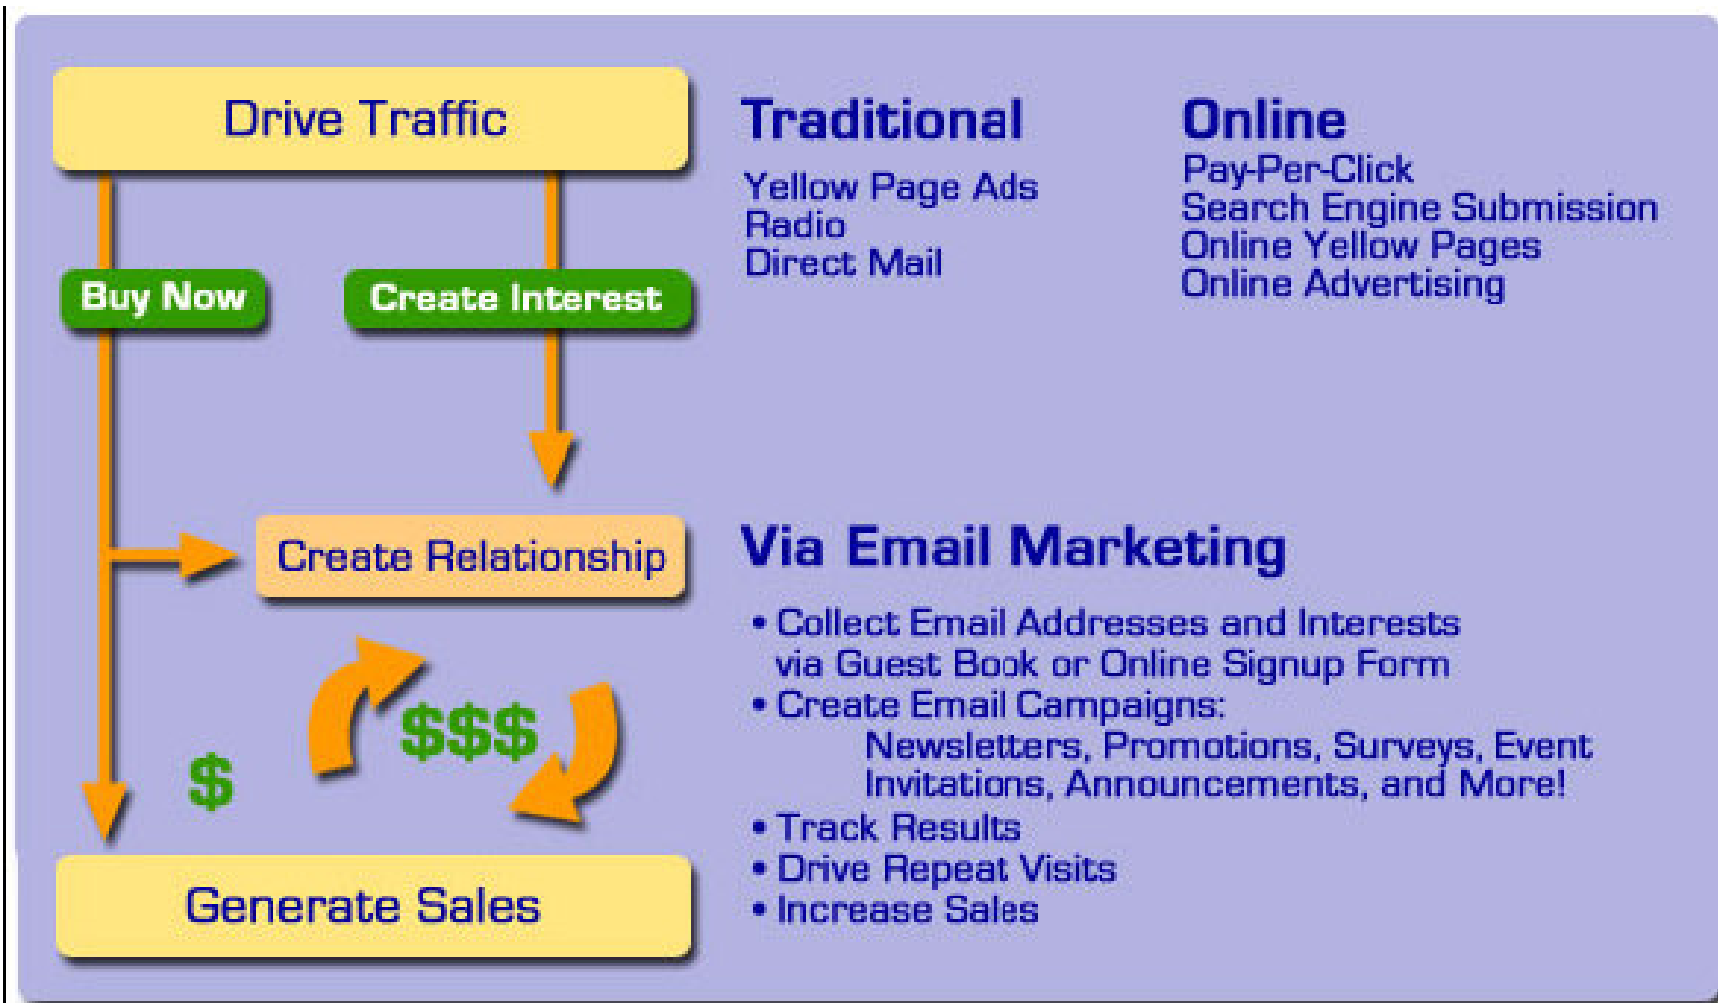 Drive Traffic
Traditional
Yellow Page Ads
Radio
Direct Mail
Online
Pay-Per-Click
Search Engine Submission
Online Yellow Pages
Online Advertising
Buy Now
Create Interest
Create Relationship
Via Email Marketing
• Collect Email Addresses and Interests
via Guest Book or Online Signup Form
• Create Email Campaigns:
Newsletters, Promotions, Surveys, Event
Invitations, Announcements, and More!
• Track Results
• Drive Repeat Visits
• Increase Sales
$
$$$
Generate Sales